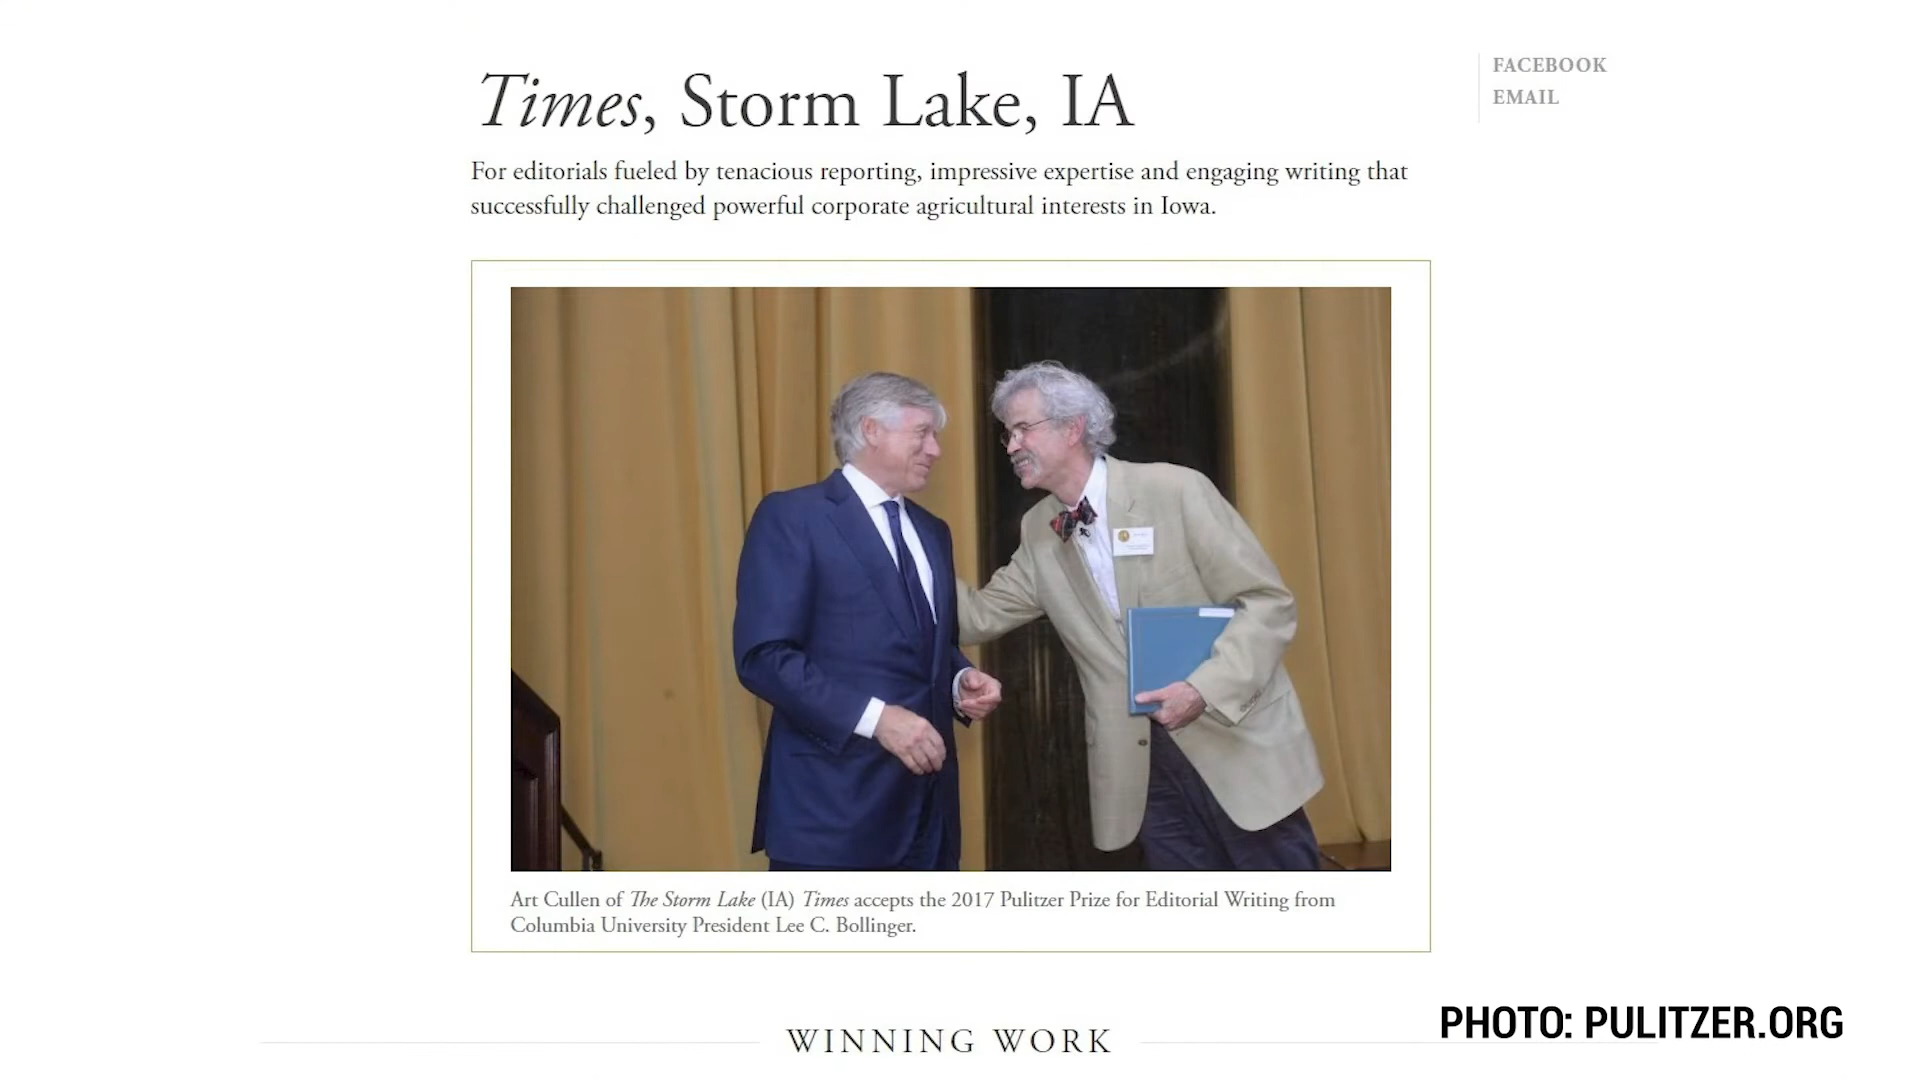 Times, Storm Lake, IA
FACEBOOK
EMAIL
For editorials fueled by tenacious reporting, impressive expertise and engaging writing that
successfully challenged powerful corporate agricultural interests in Iowa.
Art Cullen of The Storm Lake (IA) Times accepts the 2017 Pulitzer Prize for Editorial Writing from
Columbia University President Lee C. Bollinger.
WINNING WORK
PHOTO: PULITZER.ORG